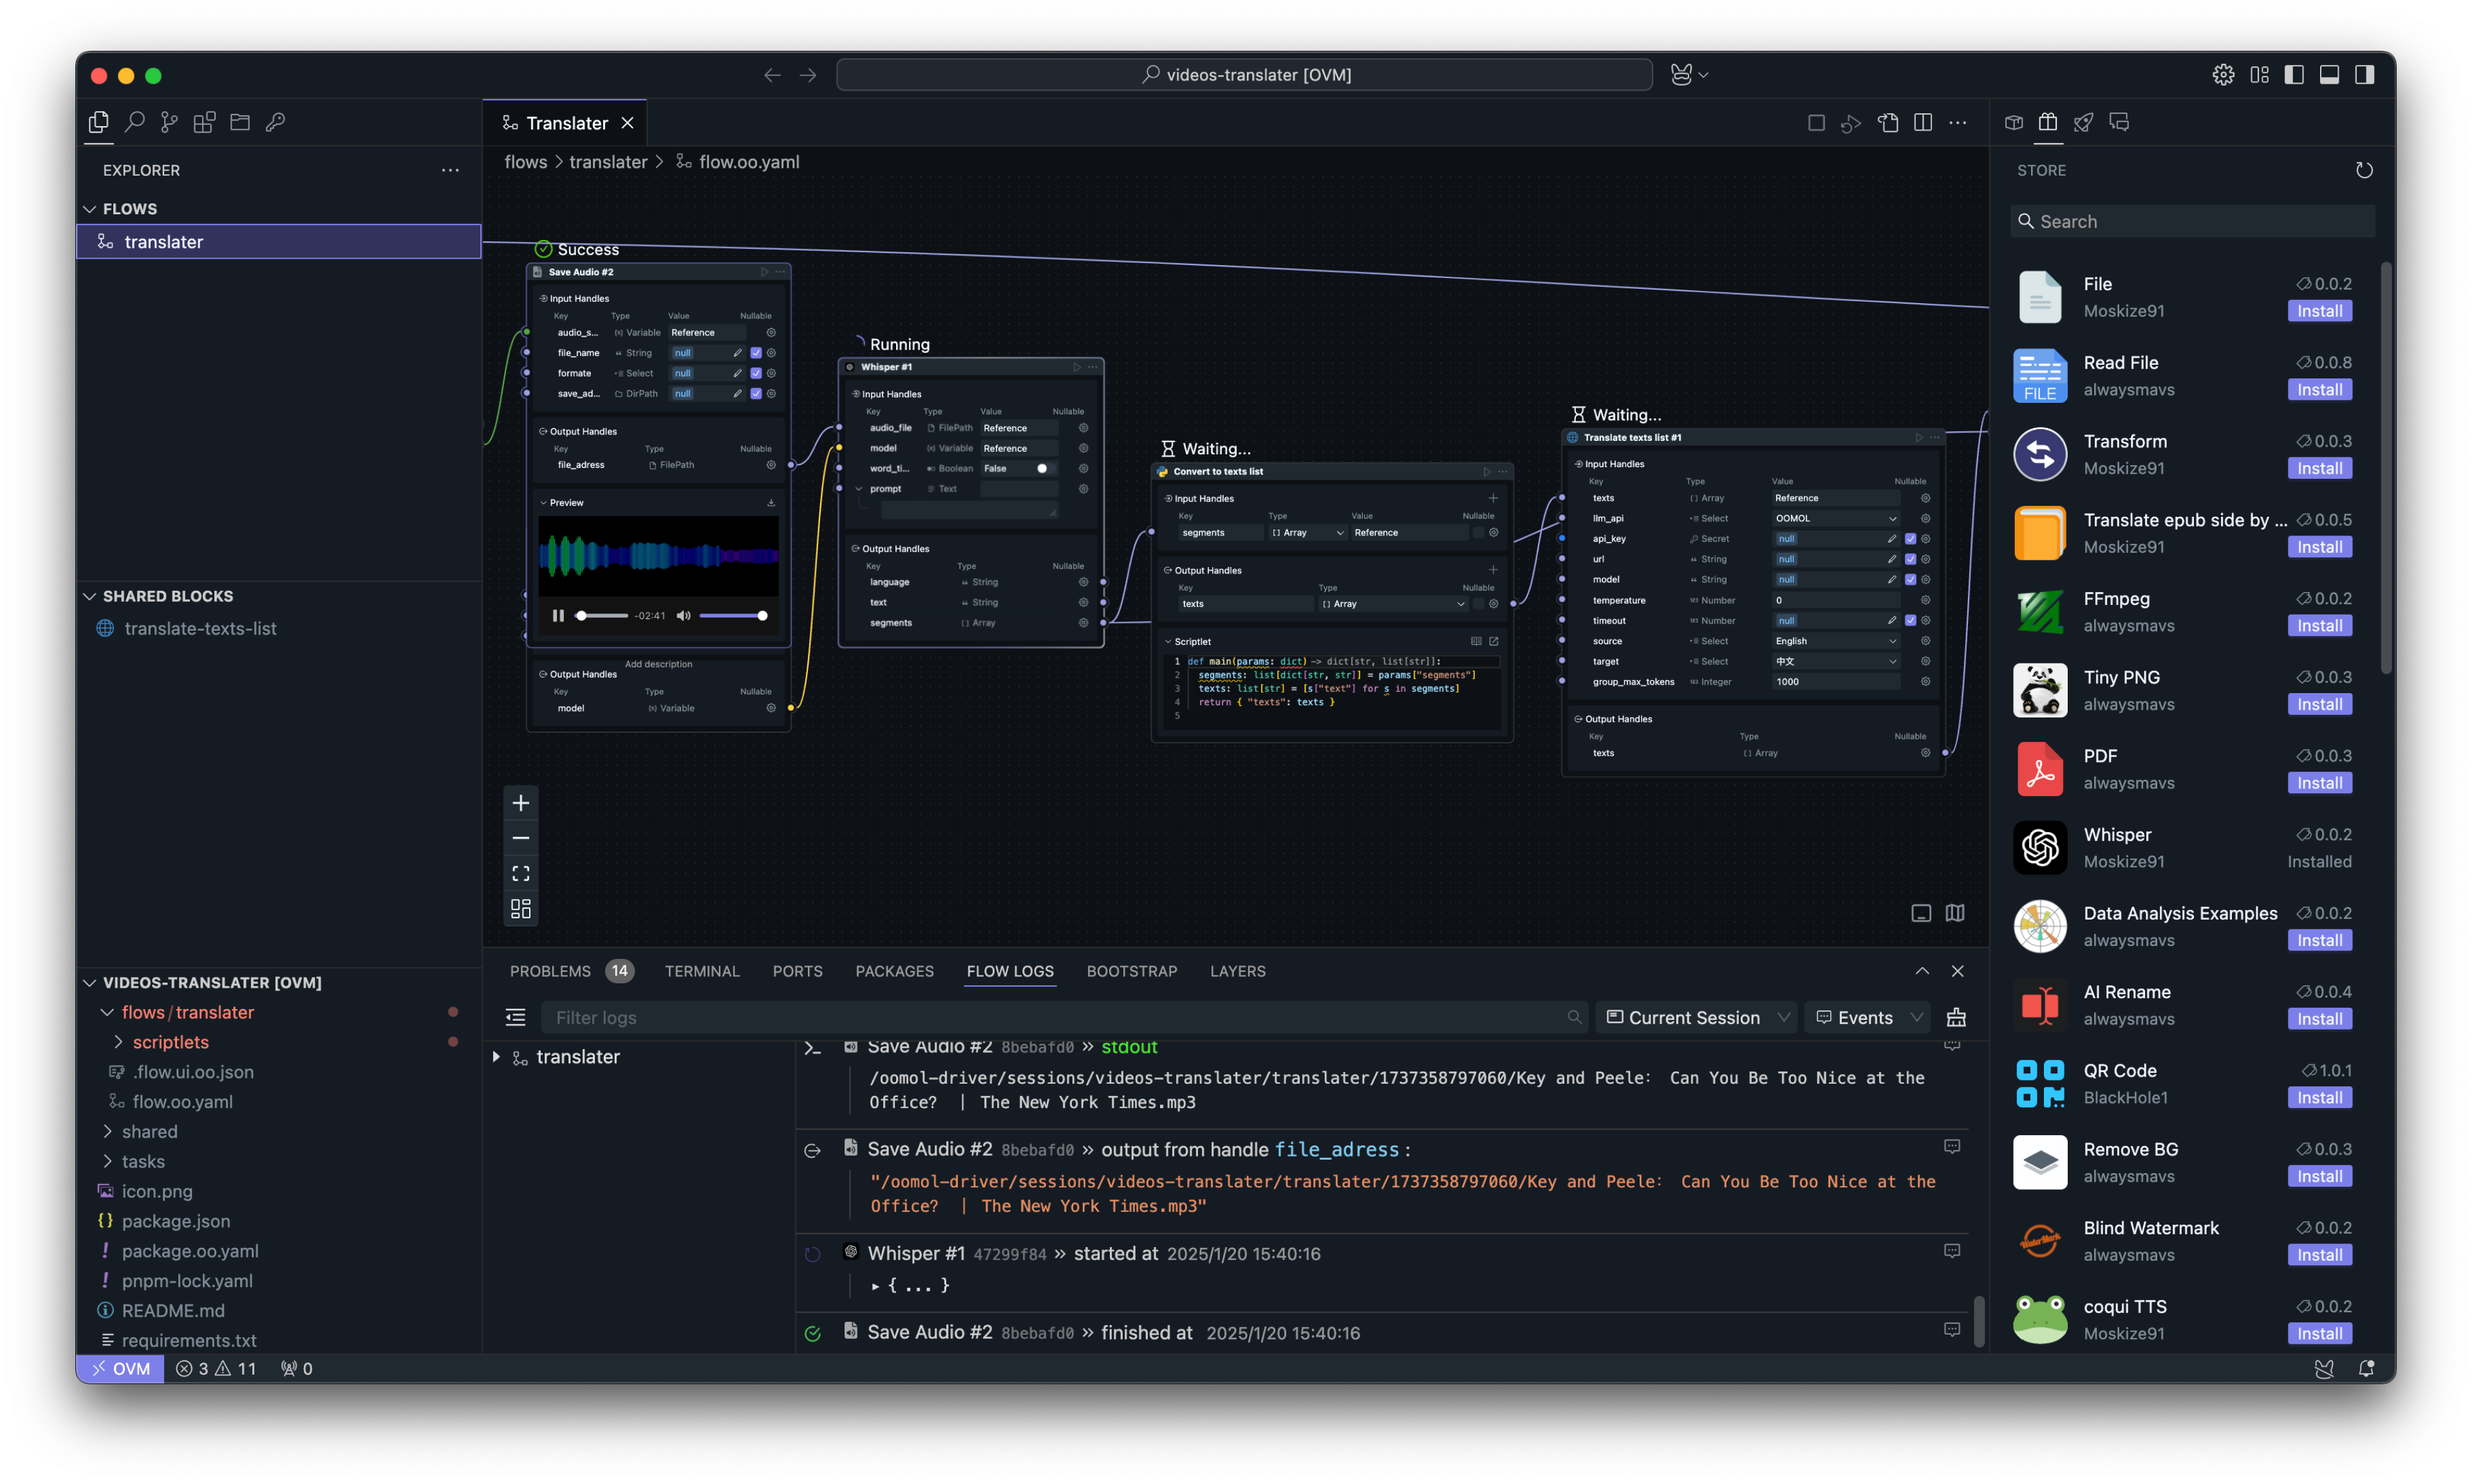 videos-translater [OVM]
EXPLORER
FLOWS
translater
SHARED BLOCKS
translate-texts-list
VIDEOS-TRANSLATER [OVM]
flows/translater
scriptlets
.flow.ui.oo.json
flow.oo.yaml
shared
tasks
icon.png
package.json
package.oo.yaml
pnpm-lock.yaml
README.md
requirements.txt
Translater
flows > translater > flow.oo.yaml
Success
Save Audio #2
Input Handles
Key Type Value Nullable
audio_s... Variable Reference
file_name String null
formate Select null
save_ad... DirPath null
Output Handles
Key Type Nullable
file_adress FilePath
Preview
-02:41
Add description
Output Handles
Key Type Nullable
model Variable
Running
Whisper #1
Input Handles
Key Type Value Nullable
audio_file FilePath Reference
model Variable Reference
word_ti... Boolean False
prompt Text
Output Handles
Key Type Nullable
language String
text String
segments Array
Waiting...
Convert to texts list
Input Handles
Key Type Value Nullable
segments Array Reference
Output Handles
Key Type Nullable
texts Array
Scriptlet
1 def main(params: dict) -> dict[str, list[str]]:
2 segments: list[dict[str, str]] = params["segments"]
3 texts: list[str] = [s["text"] for s in segments]
4 return { "texts": texts }
5
Waiting...
Translate texts list #1
Input Handles
Key Type Value Nullable
texts Array Reference
llm_api Select OOMOL
api_key Secret null
url String null
model String null
temperature Number 0
timeout Number null
source Select English
target Select 中文
group_max_tokens Integer 1000
Output Handles
Key Type Nullable
texts Array
PROBLEMS 14 TERMINAL PORTS PACKAGES FLOW LOGS BOOTSTRAP LAYERS
Filter logs Current Session Events
translater
Save Audio #2 8bebafd0 » stdout
/oomol-driver/sessions/videos-translater/translater/1737358797060/Key and Peele： Can You Be Too Nice at the
Office? | The New York Times.mp3
Save Audio #2 8bebafd0 » output from handle file_adress :
"/oomol-driver/sessions/videos-translater/translater/1737358797060/Key and Peele： Can You Be Too Nice at the
Office? | The New York Times.mp3"
Whisper #1 47299f84 » started at 2025/1/20 15:40:16
{ ... }
Save Audio #2 8bebafd0 » finished at 2025/1/20 15:40:16
STORE
Search
File 0.0.2
Moskize91 Install
FILE
Read File 0.0.8
alwaysmavs Install
Transform 0.0.3
Moskize91 Install
Translate epub side by ... 0.0.5
Moskize91 Install
FFmpeg 0.0.2
alwaysmavs Install
Tiny PNG 0.0.3
alwaysmavs Install
PDF 0.0.3
alwaysmavs Install
Whisper 0.0.2
Moskize91 Installed
Data Analysis Examples 0.0.2
alwaysmavs Install
AI Rename 0.0.4
alwaysmavs Install
QR Code 1.0.1
BlackHole1 Install
Remove BG 0.0.3
alwaysmavs Install
WaterMark
Blind Watermark 0.0.2
alwaysmavs Install
coqui TTS 0.0.2
Moskize91 Install
OVM 3 11 0